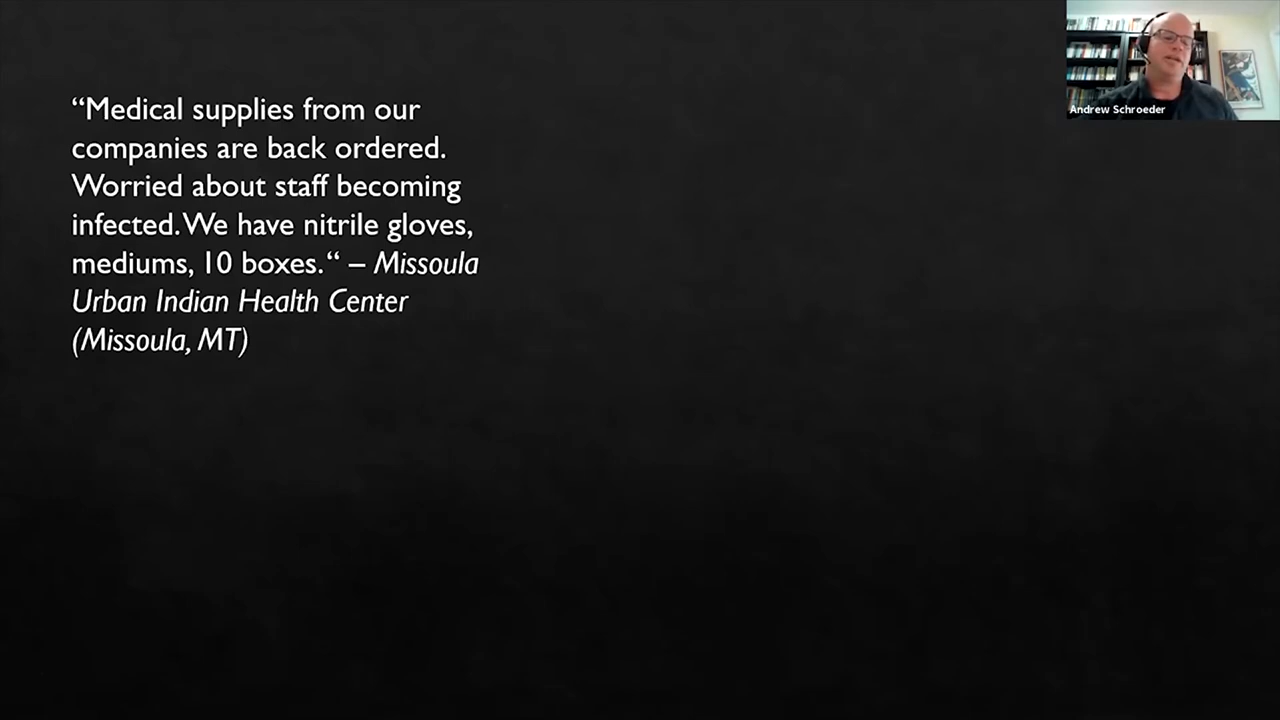 “Medical supplies from our
companies are back ordered.
Worried about staff becoming
infected. We have nitrile gloves,
mediums, 10 boxes.“ – Missoula
Urban Indian Health Center
(Missoula, MT)
Andrew Schroeder